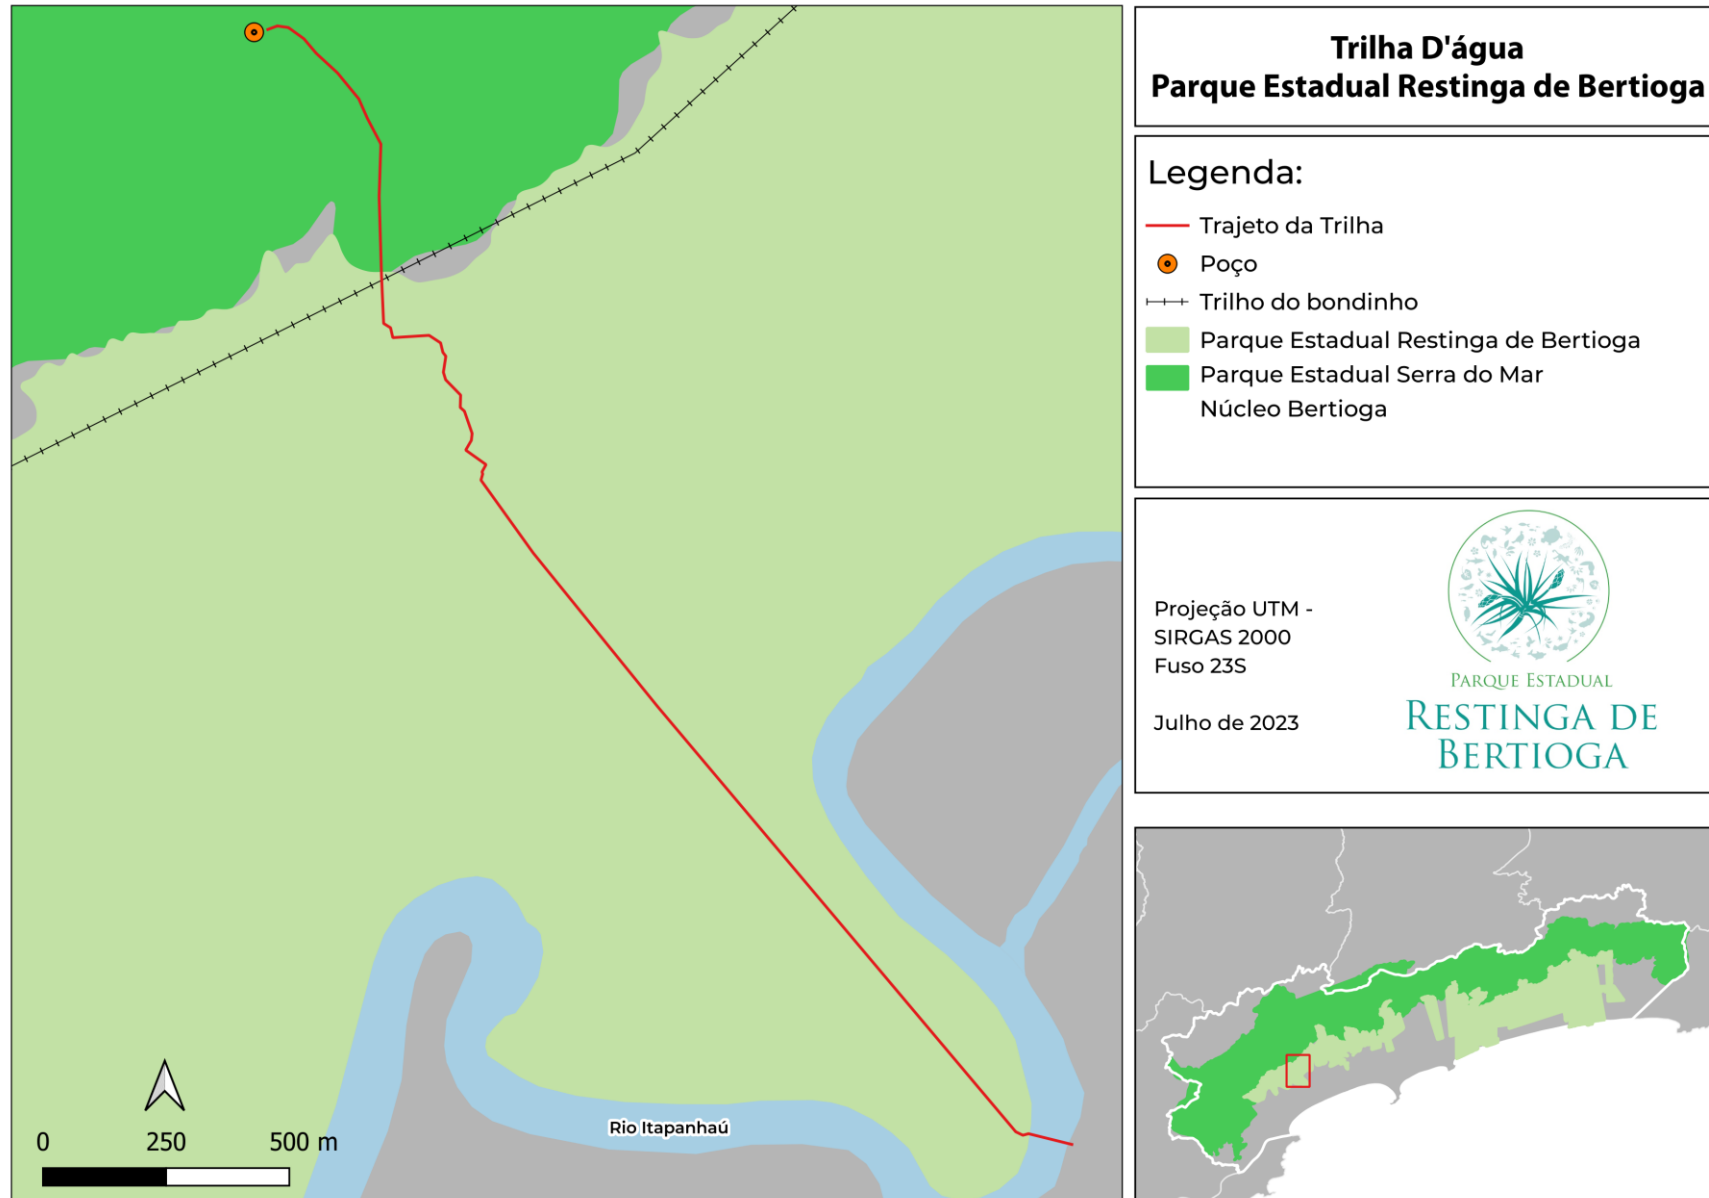 Trilha D'água
Parque Estadual Restinga de Bertioga
Legenda:
Trajeto da Trilha
Poço
Trilho do bondinho
Parque Estadual Restinga de Bertioga
Parque Estadual Serra do Mar
Núcleo Bertioga
Projeção UTM -
SIRGAS 2000
Fuso 23S
Julho de 2023
PARQUE ESTADUAL
RESTINGA DE
BERTIOGA
Rio Itapanhaú
0 250 500 m